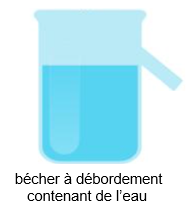 bécher à débordement
contenant de l'eau